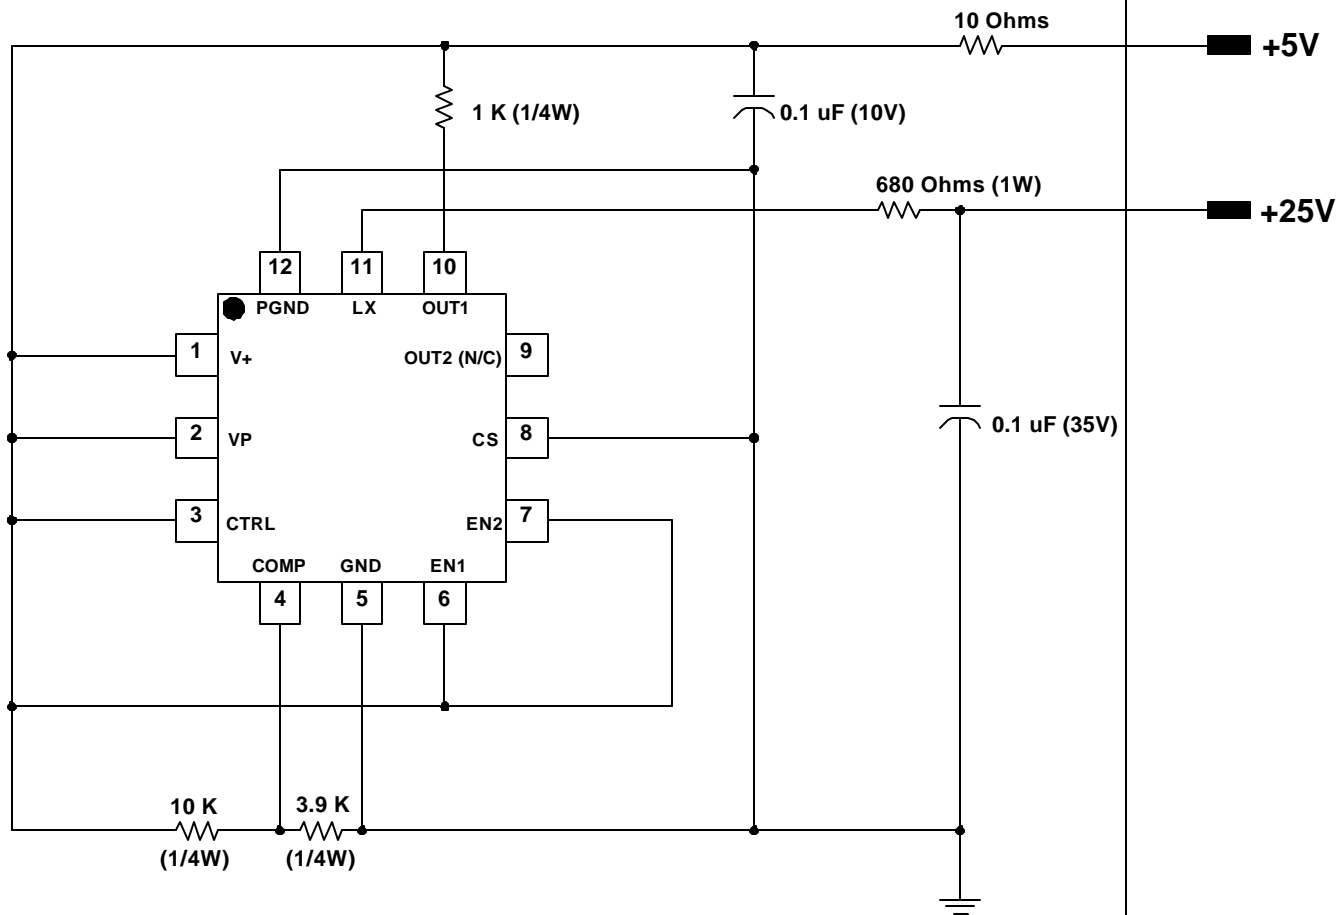 10 Ohms
+5V
1 K (1/4W)
0.1 uF (10V)
680 Ohms (1W)
+25V
12
11
10
PGND
LX
OUT1
1
V+
OUT2 (N/C)
9
2
VP
CS
8
3
CTRL
EN2
7
COMP
GND
EN1
4
5
6
0.1 uF (35V)
10 K
3.9 K
(1/4W)
(1/4W)